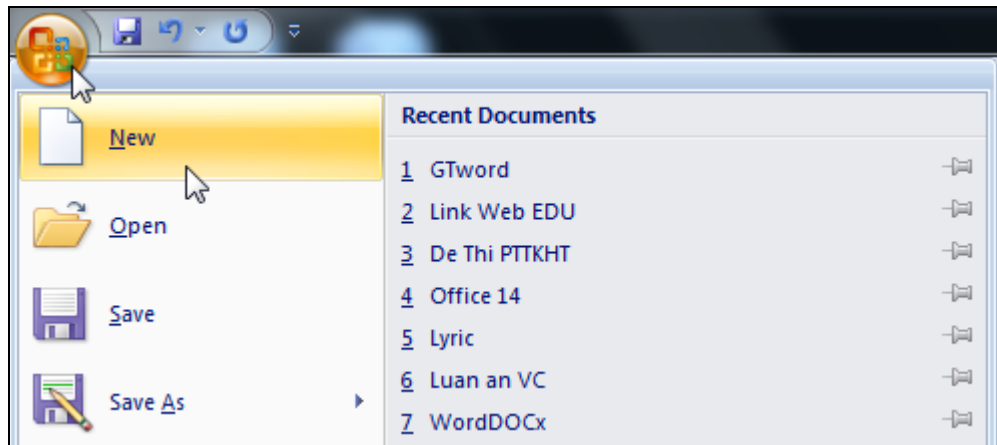 New
Open
Save
Save As
Recent Documents
1 GTword
2 Link Web EDU
3 De Thi PTTKHT
4 Office 14
5 Lyric
6 Luan an VC
7 WordDOCx